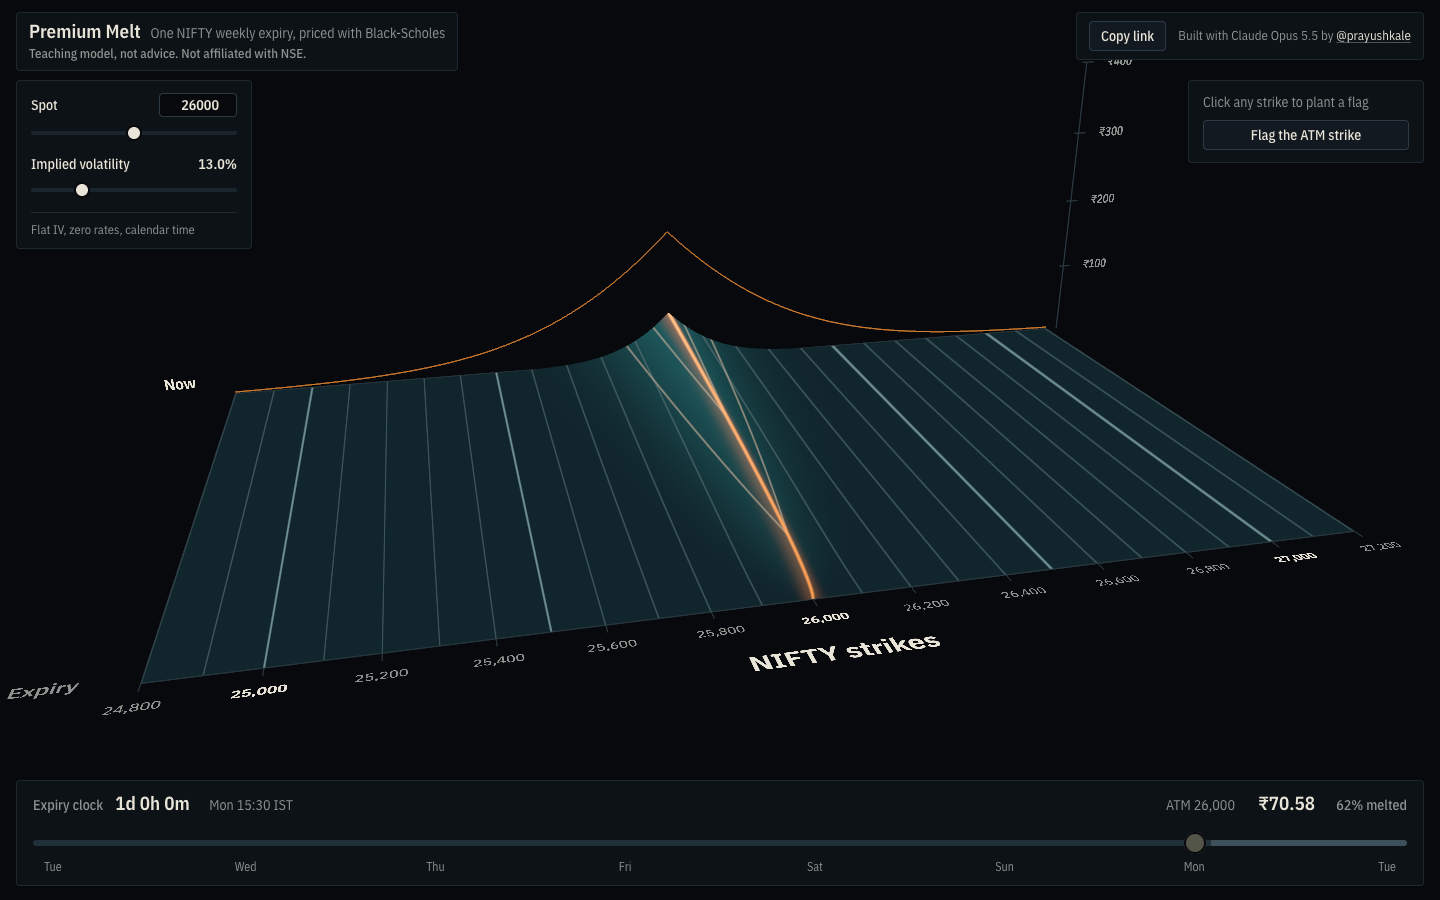 Premium Melt One NIFTY weekly expiry, priced with Black-Scholes
Teaching model, not advice. Not affiliated with NSE.
Copy link Built with Claude Opus 5.5 by @prayushkale
Spot 26000
Implied volatility 13.0%
Flat IV, zero rates, calendar time
Click any strike to plant a flag
Flag the ATM strike
₹400
₹300
₹200
₹100
Now
Expiry
24,800
25,000
25,200
25,400
25,600
25,800
26,000
26,200
26,400
26,600
26,800
27,000
27,200
NIFTY strikes
Expiry clock 1d 0h 0m Mon 15:30 IST
ATM 26,000 ₹70.58 62% melted
Tue Wed Thu Fri Sat Sun Mon Tue